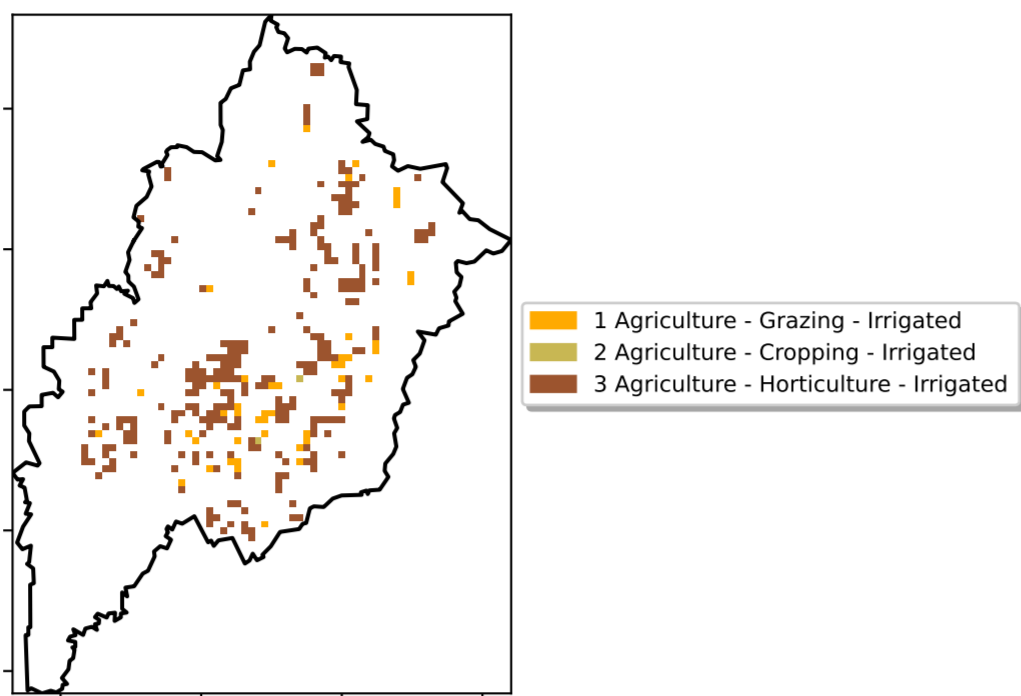 1 Agriculture - Grazing - Irrigated
2 Agriculture - Cropping - Irrigated
3 Agriculture - Horticulture - Irrigated